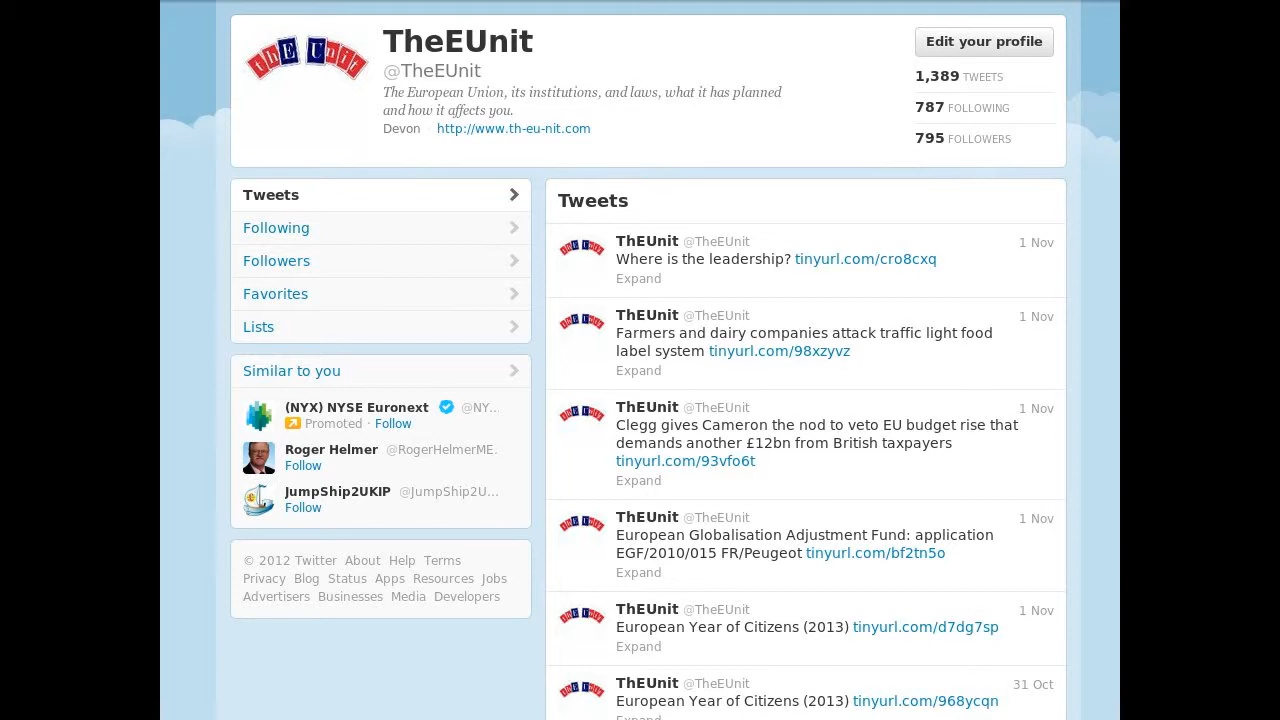 thEUnit
TheEUnit
@TheEUnit
The European Union, its institutions, and laws, what it has planned
and how it affects you.
Devon · http://www.th-eu-nit.com
Edit your profile
1,389 TWEETS
787 FOLLOWING
795 FOLLOWERS
Tweets
Following
Followers
Favorites
Lists
Similar to you
(NYX) NYSE Euronext @NY...
Promoted · Follow
Roger Helmer @RogerHelmerME.
Follow
JumpShip2UKIP @JumpShip2U...
Follow
© 2012 Twitter About Help Terms
Privacy Blog Status Apps Resources Jobs
Advertisers Businesses Media Developers
Tweets
ThEUnit @TheEUnit 1 Nov
Where is the leadership? tinyurl.com/cro8cxq
Expand
ThEUnit @TheEUnit 1 Nov
Farmers and dairy companies attack traffic light food
label system tinyurl.com/98xzyvz
Expand
ThEUnit @TheEUnit 1 Nov
Clegg gives Cameron the nod to veto EU budget rise that
demands another £12bn from British taxpayers
tinyurl.com/93vfo6t
Expand
ThEUnit @TheEUnit 1 Nov
European Globalisation Adjustment Fund: application
EGF/2010/015 FR/Peugeot tinyurl.com/bf2tn5o
Expand
ThEUnit @TheEUnit 1 Nov
European Year of Citizens (2013) tinyurl.com/d7dg7sp
Expand
ThEUnit @TheEUnit 31 Oct
European Year of Citizens (2013) tinyurl.com/968ycqn
Expand